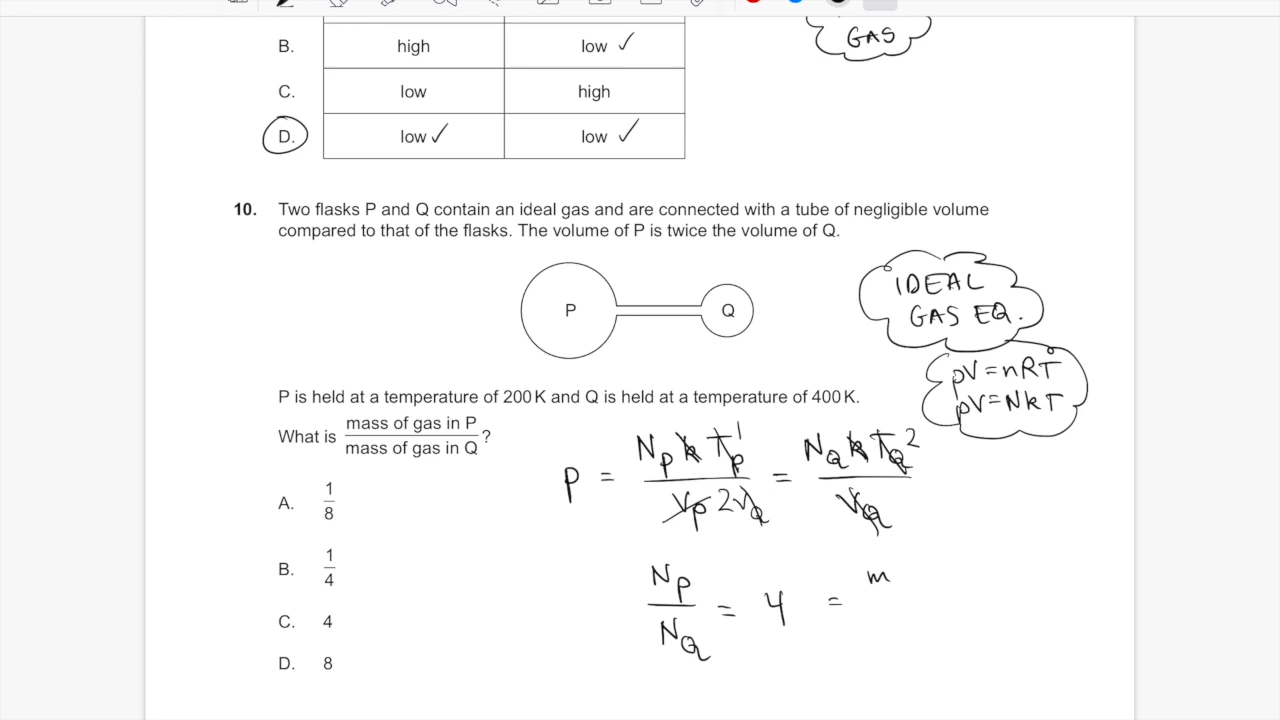 GAS
B. high low ✓
C. low high
D. low ✓ low ✓
10. Two flasks P and Q contain an ideal gas and are connected with a tube of negligible volume
compared to that of the flasks. The volume of P is twice the volume of Q.
P Q
IDEAL
GAS EQ.
pV = nRT
pV = NkT
P is held at a temperature of 200 K and Q is held at a temperature of 400 K.
What is mass of gas in P / mass of gas in Q ?
P = N_P k T_P 1 / V_P 2V_Q = N_Q k T_Q 2 / V_Q
A. 1/8
B. 1/4
N_P / N_Q = 4 = m
C. 4
D. 8